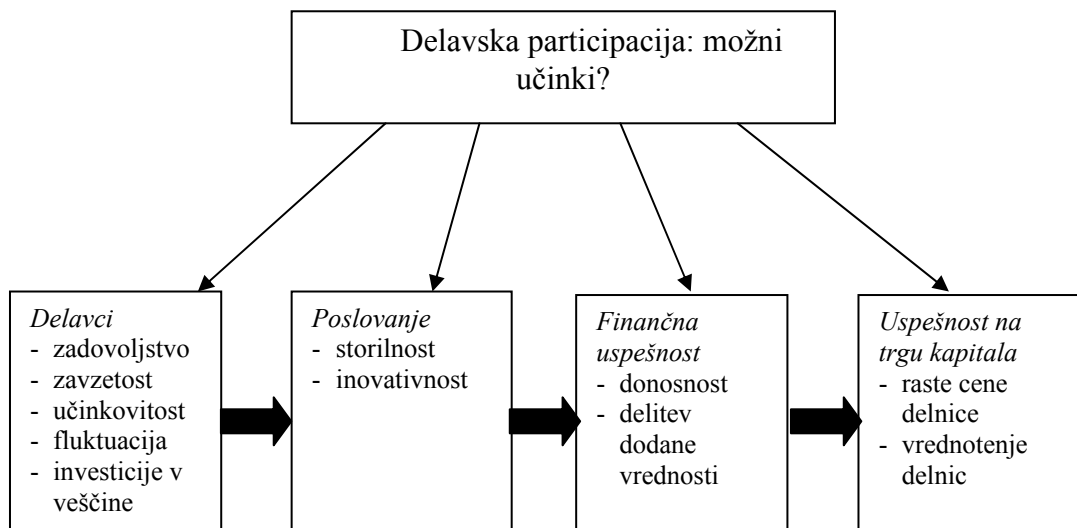 Delavska participacija: možni
učinki?
Delavci
- zadovoljstvo
- zavzetost
- učinkovitost
- fluktuacija
- investicije v
veščine
Poslovanje
- storilnost
- inovativnost
Finančna
uspešnost
- donosnost
- delitev
dodane
vrednosti
Uspešnost na
trgu kapitala
- raste cene
delnice
- vrednotenje
delnic